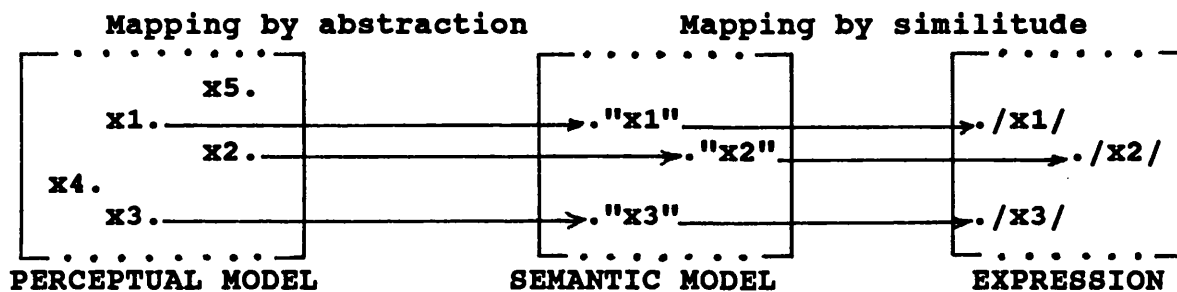 Mapping by abstraction Mapping by similitude
x5.
x1. ."x1" ./x1/
x2. ."x2" ./x2/
x4.
x3. ."x3" ./x3/
PERCEPTUAL MODEL SEMANTIC MODEL EXPRESSION